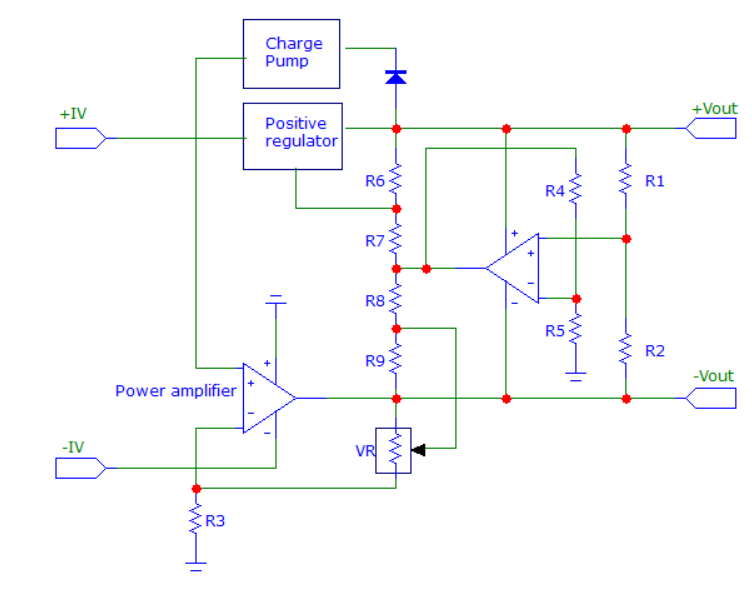 Charge
Pump
+IV
+Vout
Positive
regulator
R6
R4
R1
R7
+
+
R8
−
−
R5
R2
R9
+
-Vout
Power amplifier
+
−
−
-IV
VR
R3